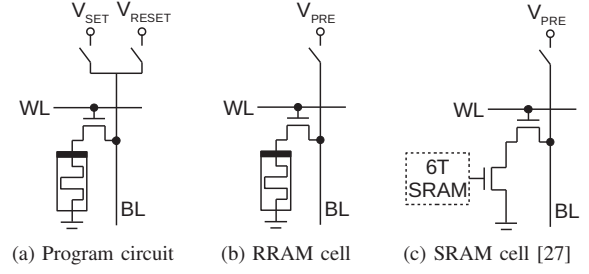 V_SET V_RESET
WL
BL
(a) Program circuit
V_PRE
WL
BL
(b) RRAM cell
V_PRE
WL
6T
SRAM
BL
(c) SRAM cell [27]